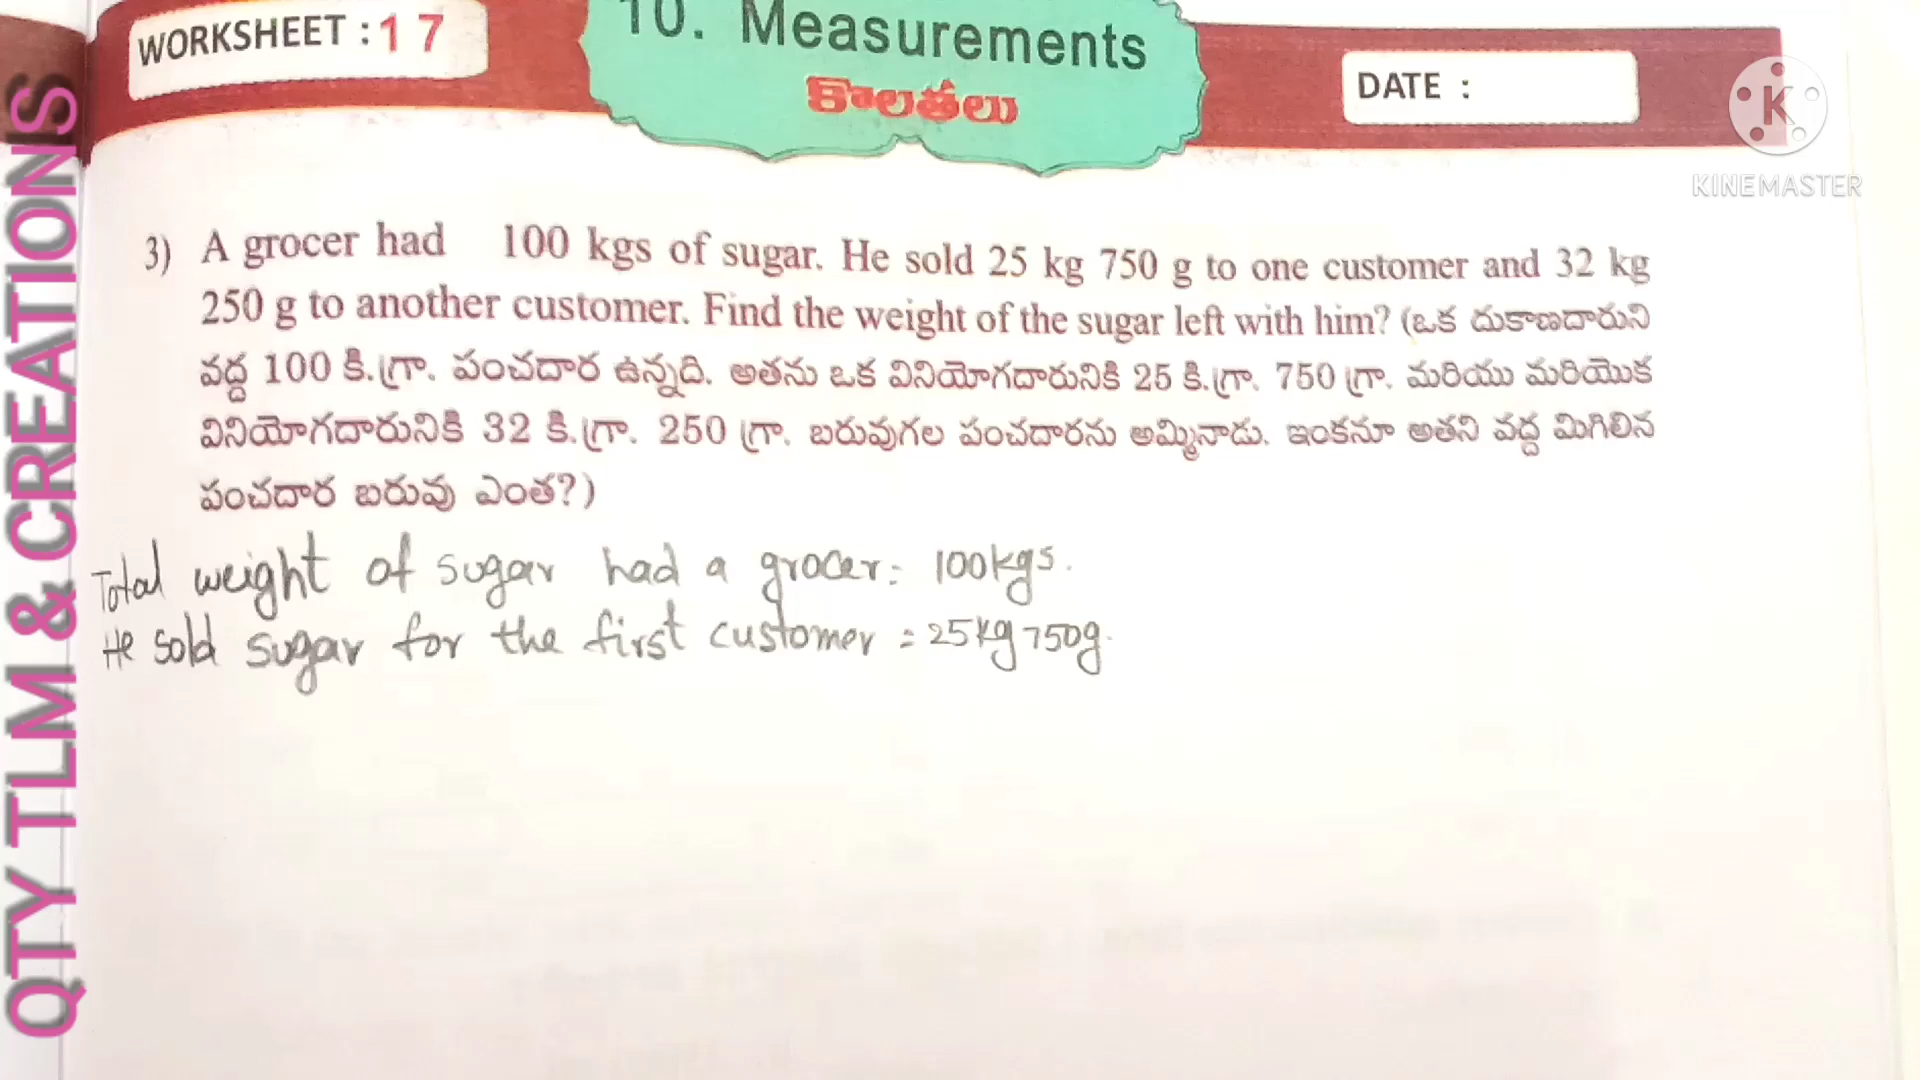 WORKSHEET : 17
10. Measurements
కొలతలు
DATE :
KINEMASTER
QTY TLM & CREATIONS
3) A grocer had 100 kgs of sugar. He sold 25 kg 750 g to one customer and 32 kg
250 g to another customer. Find the weight of the sugar left with him? (ఒక దుకాణదారుని
వద్ద 100 కి.గ్రా. పంచదార ఉన్నది. అతను ఒక వినియోగదారునికి 25 కి.గ్రా. 750 గ్రా. మరియు మరియొక
వినియోగదారునికి 32 కి.గ్రా. 250 గ్రా. బరువుగల పంచదారను అమ్మినాడు. ఇంకనూ అతని వద్ద మిగిలిన
పంచదార బరువు ఎంత?)
Total weight of sugar had a grocer = 100kgs.
He sold sugar for the first customer = 25kg 750g.